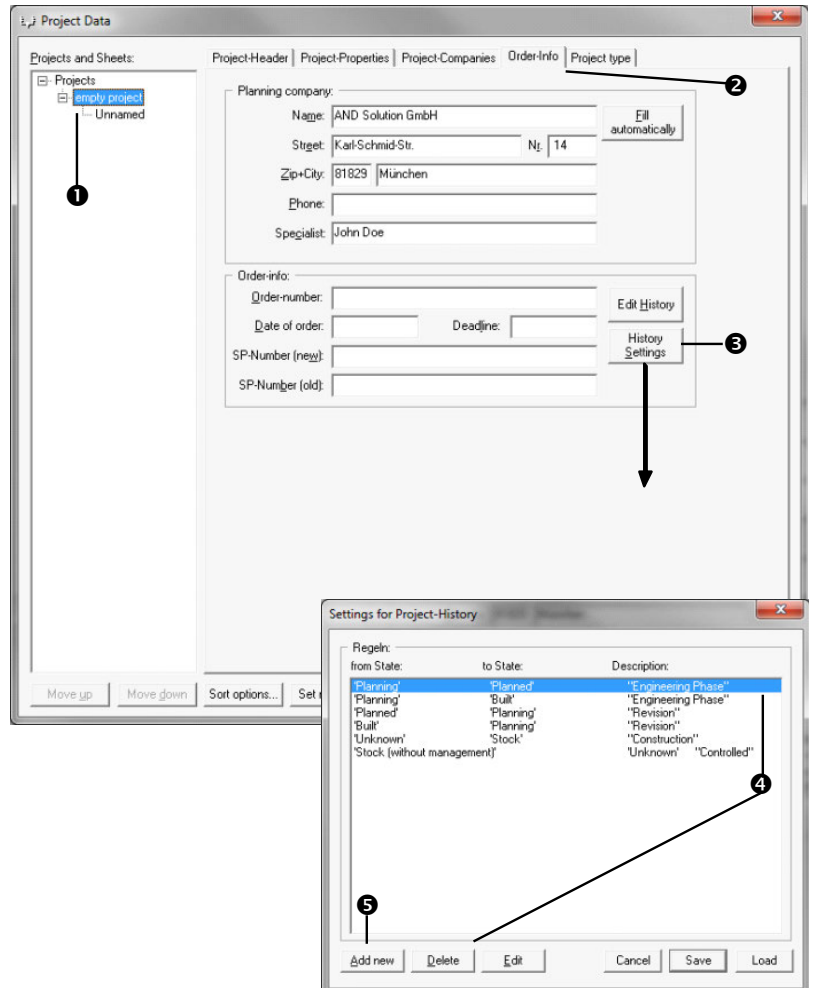 Project Data
Projects and Sheets:
Projects
empty project
Unnamed
❶
Project-Header Project-Properties Project-Companies Order-Info Project type
❷
Planning company:
Name: AND Solution GmbH
Fill automatically
Street: Karl-Schmid-Str. Nr. 14
Zip+City: 81829 München
Phone:
Specialist: John Doe
Order-info:
Order-number:
Edit History
Date of order: Deadline:
History Settings
❸
SP-Number (new):
SP-Number (old):
Move up Move down Sort options... Set
Settings for Project-History
Regeln:
from State: to State: Description:
'Planning' 'Planned' "Engineering Phase"
'Planning' 'Built' "Engineering Phase"
'Planned' 'Planning' "Revision"
'Built' 'Planning' "Revision"
'Unknown' 'Stock' "Construction"
'Stock (without management)' 'Unknown' "Controlled"
❹
❺
Add new Delete Edit Cancel Save Load